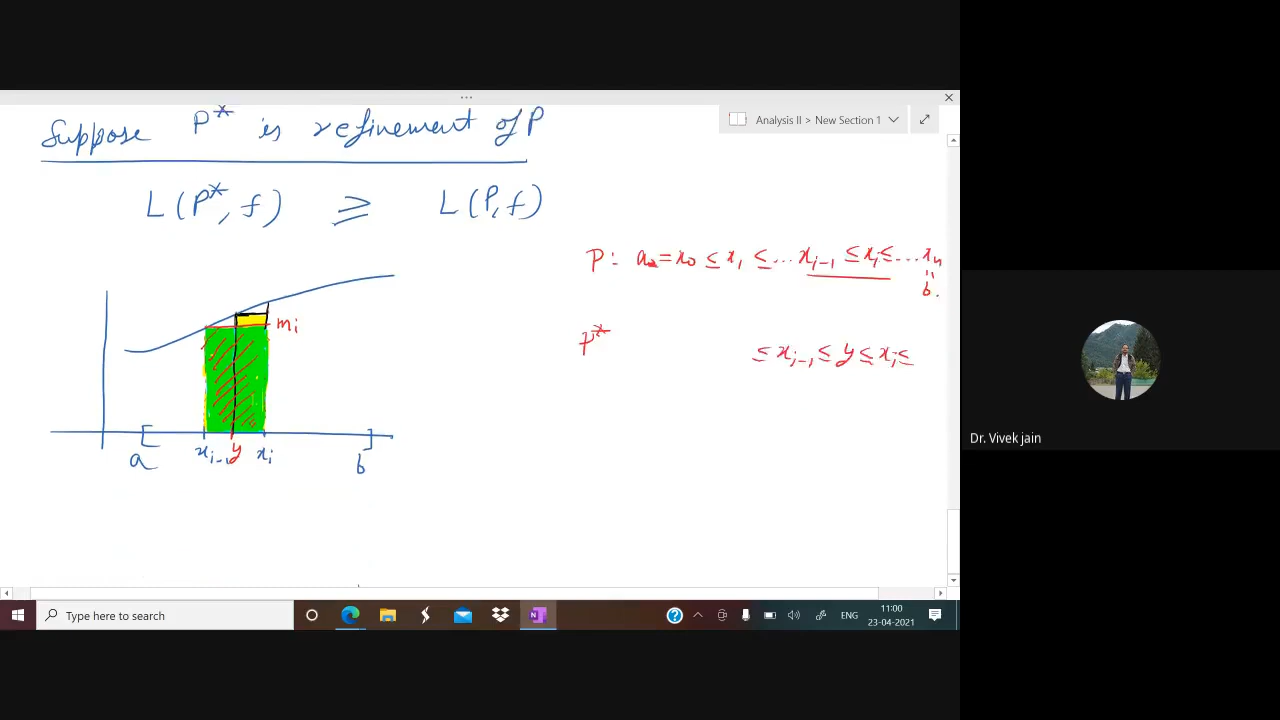 Suppose P* is refinement of P
Analysis II > New Section 1
L(P*, f) ≥ L(P, f)
P: a = x₀ ≤ x₁ ≤ ... xᵢ₋₁ ≤ xᵢ ≤ ... xₙ
"
b.
mᵢ
P* ≤ xᵢ₋₁ ≤ y ≤ xᵢ ≤
a xᵢ₋₁ y xᵢ b
Dr. Vivek jain
Type here to search
ENG
11:00
23-04-2021